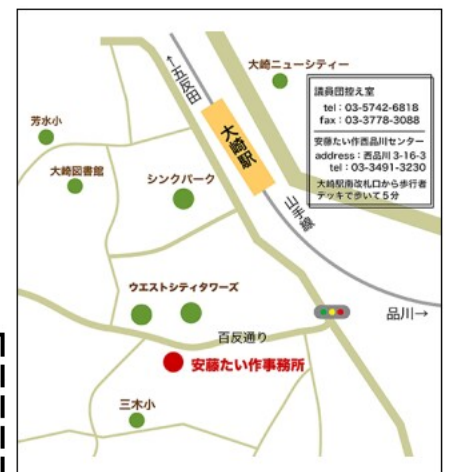 大崎ニューシティー
←五反田
議員団控え室
tel : 03-5742-6818
fax : 03-3778-3088
安藤たい作西品川センター
address : 西品川 3-16-3
tel : 03-3491-3230
大崎駅南改札口から歩行者
デッキで歩いて5分
大崎駅
芳水小
大崎図書館
シンクパーク
山手線
ウエストシティタワーズ
品川→
百反通り
安藤たい作事務所
三木小